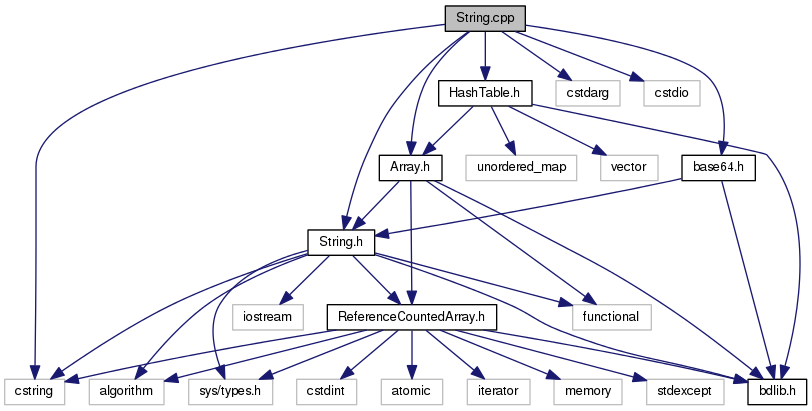 String.cpp
HashTable.h
cstdarg
cstdio
Array.h
unordered_map
vector
base64.h
String.h
iostream
ReferenceCountedArray.h
functional
cstring
algorithm
sys/types.h
cstdint
atomic
iterator
memory
stdexcept
bdlib.h